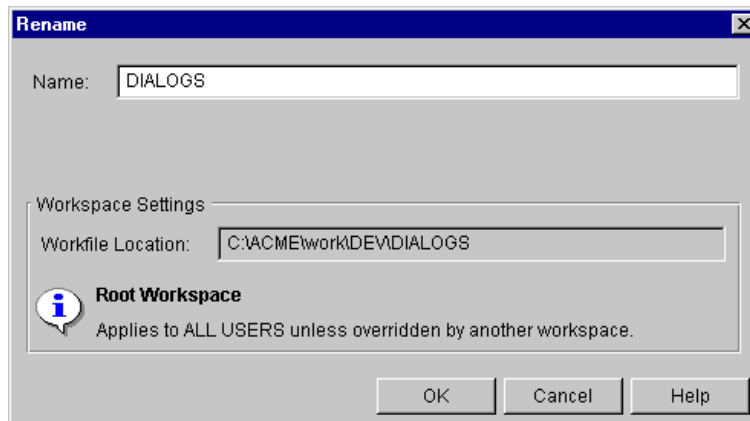 Rename
Name: DIALOGS
Workspace Settings
Workfile Location: C:\ACME\work\DEV\DIALOGS
Root Workspace
Applies to ALL USERS unless overridden by another workspace.
OK Cancel Help